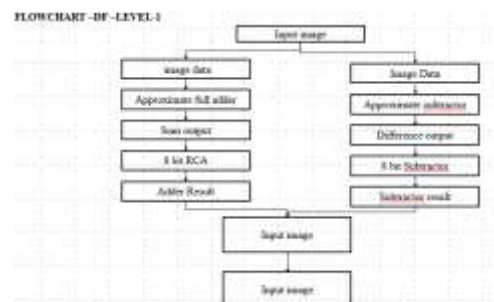 FLOWCHART –DF –LEVEL-1
Input image
image data
Approximate full adder
Sum output
8 bit RCA
Adder Result
Image Data
Approximate subtractor
Difference output
8 bit Subtractor
Subtractor result
Input image
Input image